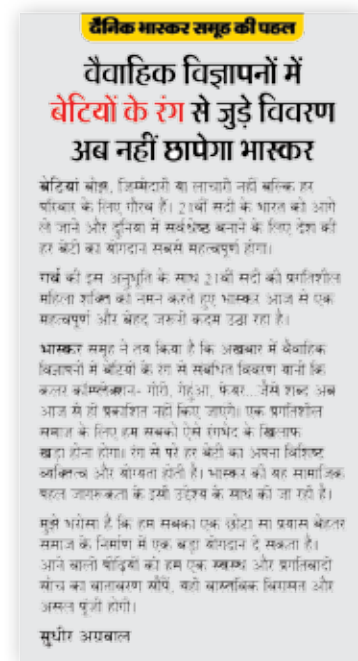 दैनिक भास्कर समूह की पहल
वैवाहिक विज्ञापनों में
बेटियों के रंग से जुड़े विवरण
अब नहीं छापेगा भास्कर
बेटियां बोझ, जिम्मेदारी या लाचारी नहीं बल्कि हर
परिवार के लिए गौरव हैं। 21वीं सदी के भारत को आगे
ले जाने और दुनिया में सर्वश्रेष्ठ बनाने के लिए देश की
हर बेटी का योगदान सबसे महत्वपूर्ण होगा।
गर्व की इस अनुभूति के साथ 21वीं सदी की प्रगतिशील
महिला शक्ति को नमन करते हुए भास्कर आज से एक
महत्वपूर्ण और बेहद जरूरी कदम उठा रहा है।
भास्कर समूह ने तय किया है कि अखबार में वैवाहिक
विज्ञापनों में बेटियों के रंग से संबंधित विवरण यानी कि
कलर कॉम्प्लेक्शन- गोरी, गेहुंआ, फेयर...जैसे शब्द अब
आज से ही प्रकाशित नहीं किए जाएंगे। एक प्रगतिशील
समाज के लिए हम सबको ऐसे रंगभेद के खिलाफ
खड़ा होना होगा। रंग से परे हर बेटी का अपना विशिष्ट
व्यक्तित्व और योग्यता होती है। भास्कर की यह सामाजिक
पहल जागरूकता के इसी उद्देश्य के साथ की जा रही है।
मुझे भरोसा है कि हम सबका एक छोटा सा प्रयास बेहतर
समाज के निर्माण में एक बड़ा योगदान दे सकता है।
आने वाली पीढ़ियों को हम एक स्वस्थ और प्रगतिवादी
सोच का वातावरण सौंपें, यही वास्तविक विरासत और
असल पूंजी होगी।
सुधीर अग्रवाल